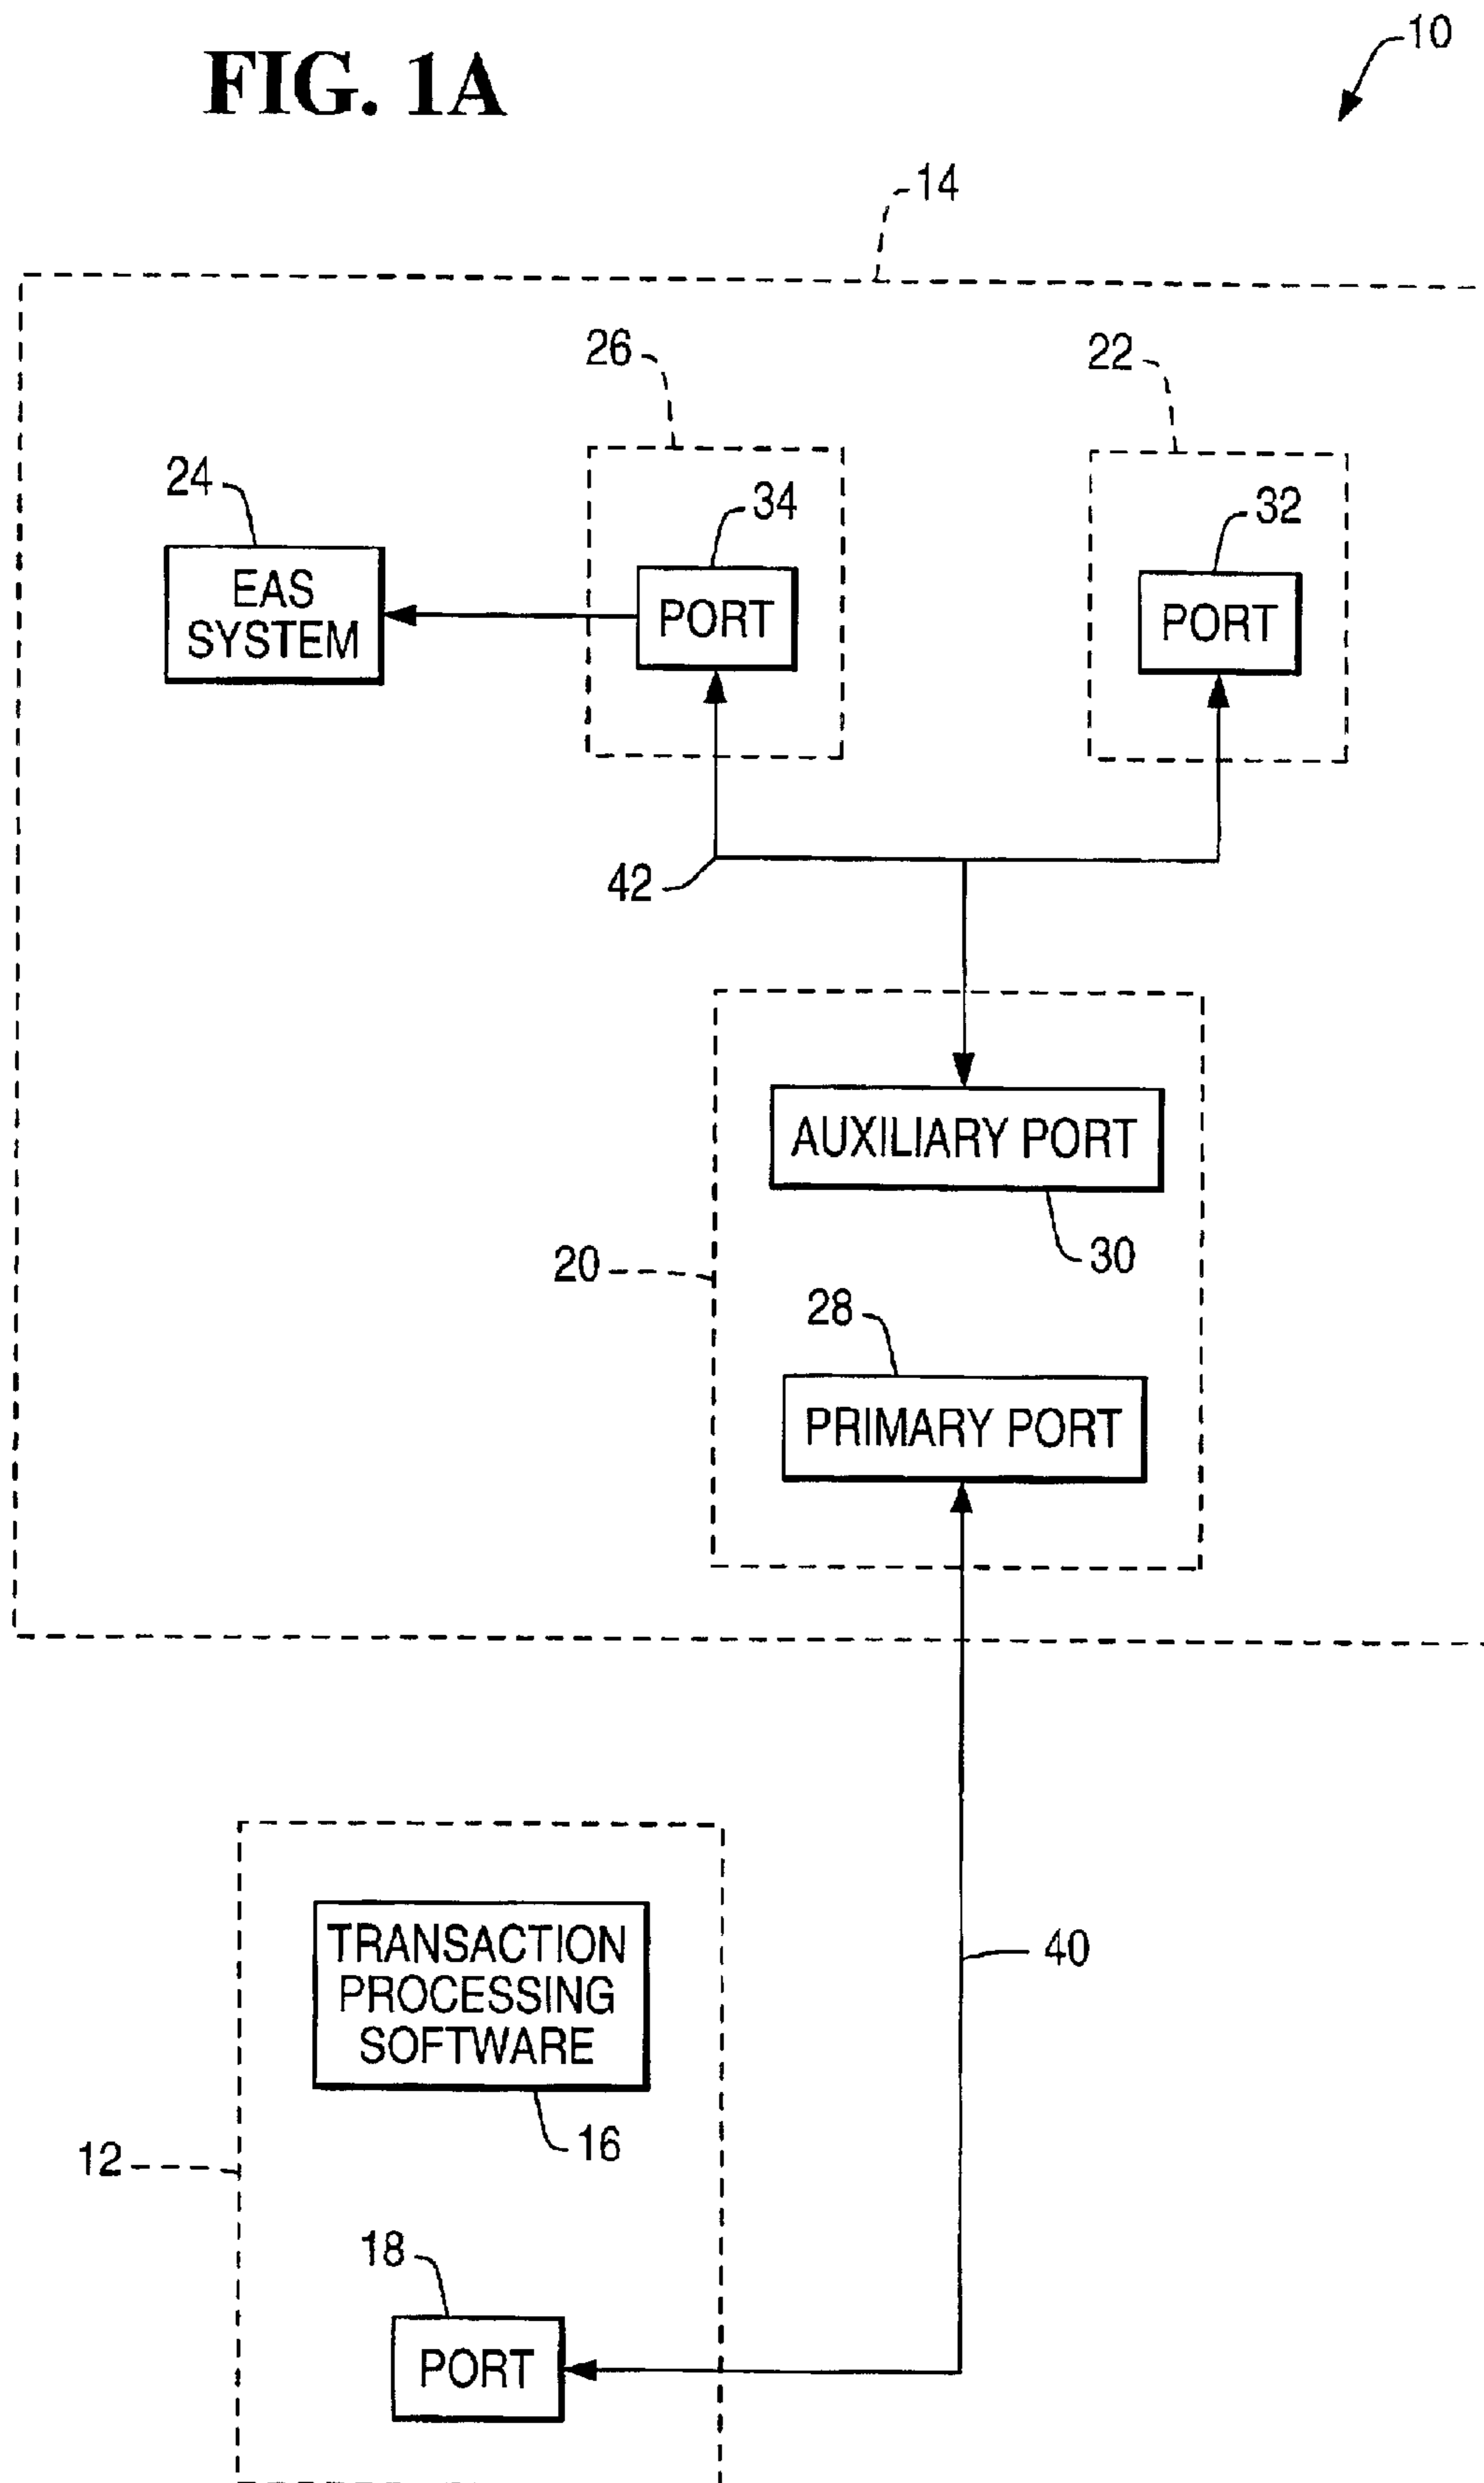 FIG. 1A
10
14
26
22
24
34
32
EAS
SYSTEM
PORT
PORT
42
AUXILIARY PORT
30
20
28
PRIMARY PORT
TRANSACTION
PROCESSING
SOFTWARE
40
16
12
18
PORT